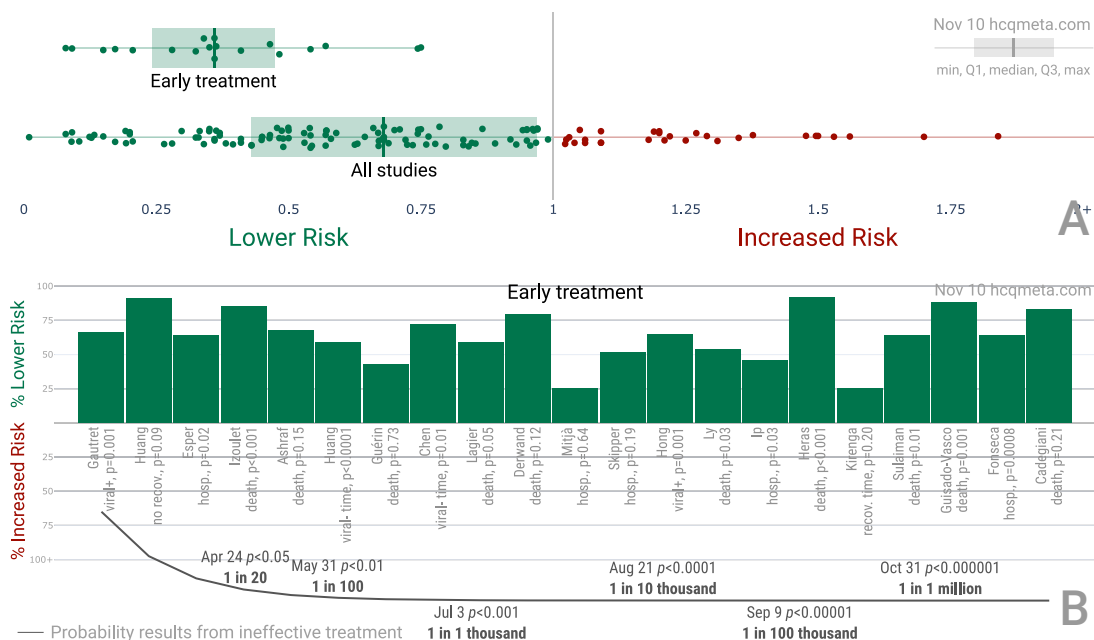 Nov 10 hcqmeta.com
min, Q1, median, Q3, max
Early treatment
All studies
0 0.25 0.5 0.75 1 1.25 1.5 1.75 2+
Lower Risk
Increased Risk
A
Early treatment
Nov 10 hcqmeta.com
% Lower Risk
% Increased Risk
100
75
50
25
25
50
75
100+
Gautret
viral+, p=0.001
Huang
no recov., p=0.09
Esper
hosp., p=0.02
Izoulet
death, p<0.001
Ashraf
death, p=0.15
Huang
viral- time, p<0.0001
Guérin
death, p=0.73
Chen
viral- time, p=0.01
Lagier
death, p=0.05
Derwand
death, p=0.12
Mitjà
hosp., p=0.64
Skipper
hosp., p=0.19
Hong
viral+, p=0.001
Ly
death, p=0.03
Ip
hosp., p=0.03
Heras
death, p<0.001
Kirenga
recov. time, p=0.20
Sulaiman
death, p=0.01
Guisado-Vasco
death, p=0.001
Fonseca
hosp., p=0.0008
Cadegiani
death, p=0.21
Apr 24 p<0.05
1 in 20
May 31 p<0.01
1 in 100
Jul 3 p<0.001
1 in 1 thousand
Aug 21 p<0.0001
1 in 10 thousand
Sep 9 p<0.00001
1 in 100 thousand
Oct 31 p<0.000001
1 in 1 million
B
Probability results from ineffective treatment